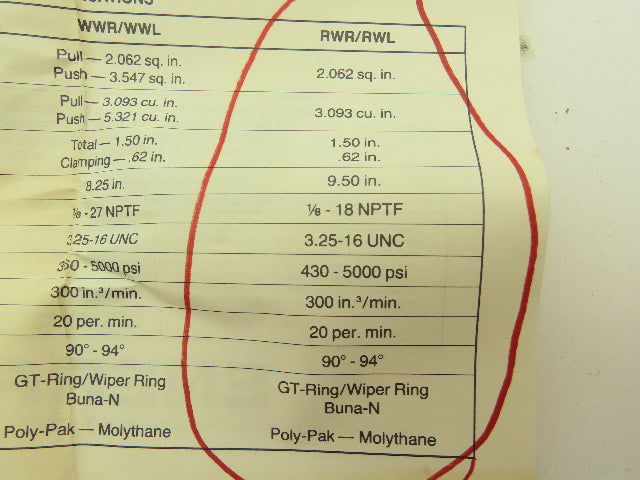 WWR/WWL RWR/RWL
Pull — 2.062 sq. in.
Push — 3.547 sq. in.
2.062 sq. in.
Pull — 3.093 cu. in.
Push — 5.321 cu. in.
3.093 cu. in.
Total — 1.50 in. 1.50 in.
Clamping — .62 in. .62 in.
8.25 in. 9.50 in.
⅛ - 27 NPTF ⅛ - 18 NPTF
3.25-16 UNC 3.25-16 UNC
- 5000 psi 430 - 5000 psi
300 in.³/min. 300 in.³/min.
20 per. min. 20 per. min.
90° - 94° 90° - 94°
GT-Ring/Wiper Ring GT-Ring/Wiper Ring
Buna-N Buna-N
Poly-Pak — Molythane Poly-Pak — Molythane